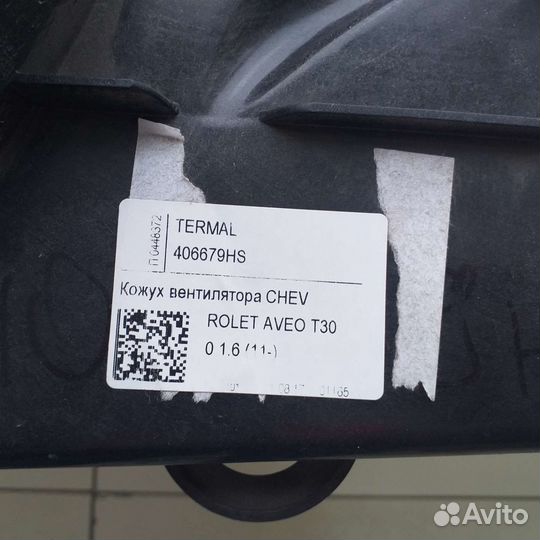 TERMAL
406679HS
Кожух вентилятора CHEV
ROLET AVEO T30
0 1.6 (11-)
Avito